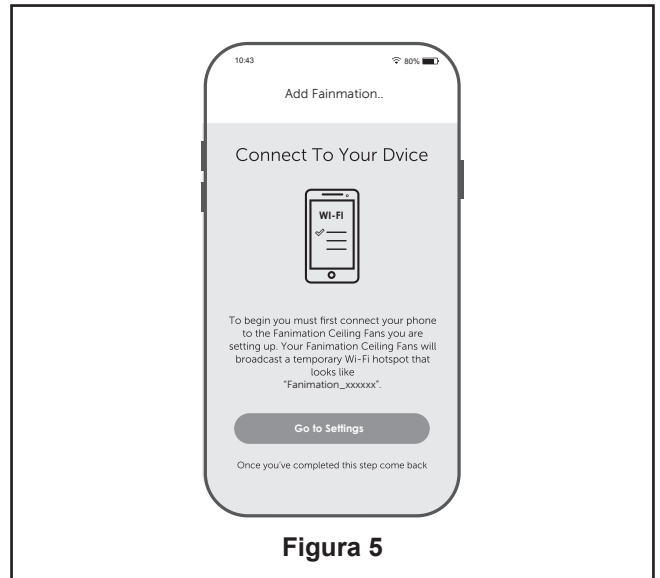 10:43 80%
Add Fainmation..
Connect To Your Dvice
WI-FI
To begin you must first connect your phone
to the Fanimation Ceiling Fans you are
setting up. Your Fanimation Ceiling Fans will
broadcast a temporary Wi-Fi hotspot that
looks like
"Fanimation_xxxxxx".
Go to Settings
Once you've completed this step come back
Figura 5